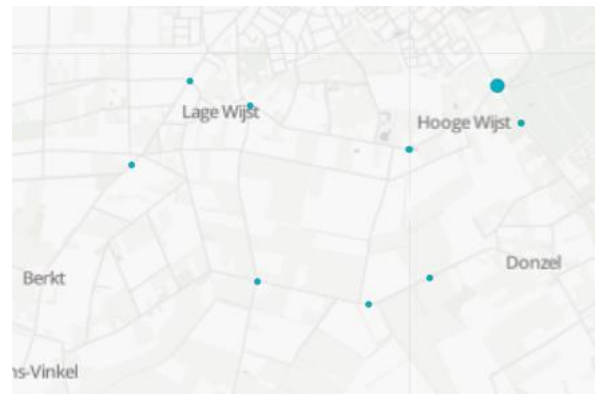 Lage Wijst
Hooge Wijst
Donzel
Berkt
ns-Vinkel